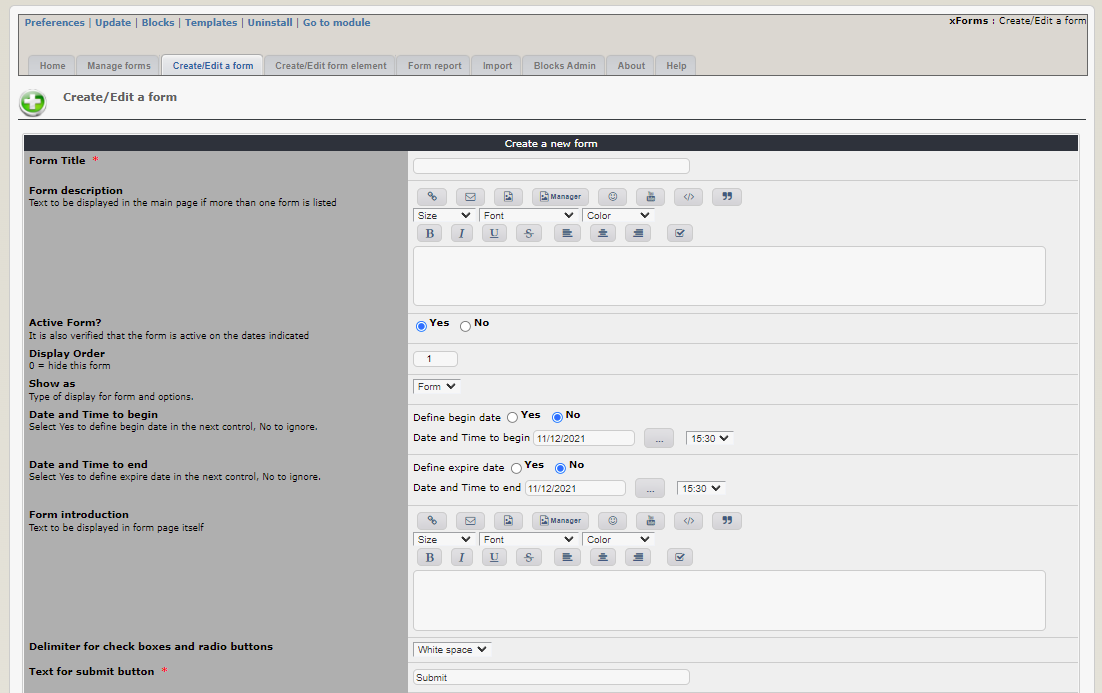 Preferences | Update | Blocks | Templates | Uninstall | Go to module
xForms : Create/Edit a form
Home Manage forms Create/Edit a form Create/Edit form element Form report Import Blocks Admin About Help
Create/Edit a form
Create a new form
Form Title *
Form description
Text to be displayed in the main page if more than one form is listed
Manager
Size Font Color
B I U S
Active Form?
It is also verified that the form is active on the dates indicated
Yes No
Display Order
0 = hide this form
1
Show as
Type of display for form and options.
Form
Date and Time to begin
Select Yes to define begin date in the next control, No to ignore.
Define begin date Yes No
Date and Time to begin 11/12/2021 ... 15:30
Date and Time to end
Select Yes to define expire date in the next control, No to ignore.
Define expire date Yes No
Date and Time to end 11/12/2021 ... 15:30
Form introduction
Text to be displayed in form page itself
Manager
Size Font Color
B I U S
Delimiter for check boxes and radio buttons
White space
Text for submit button *
Submit